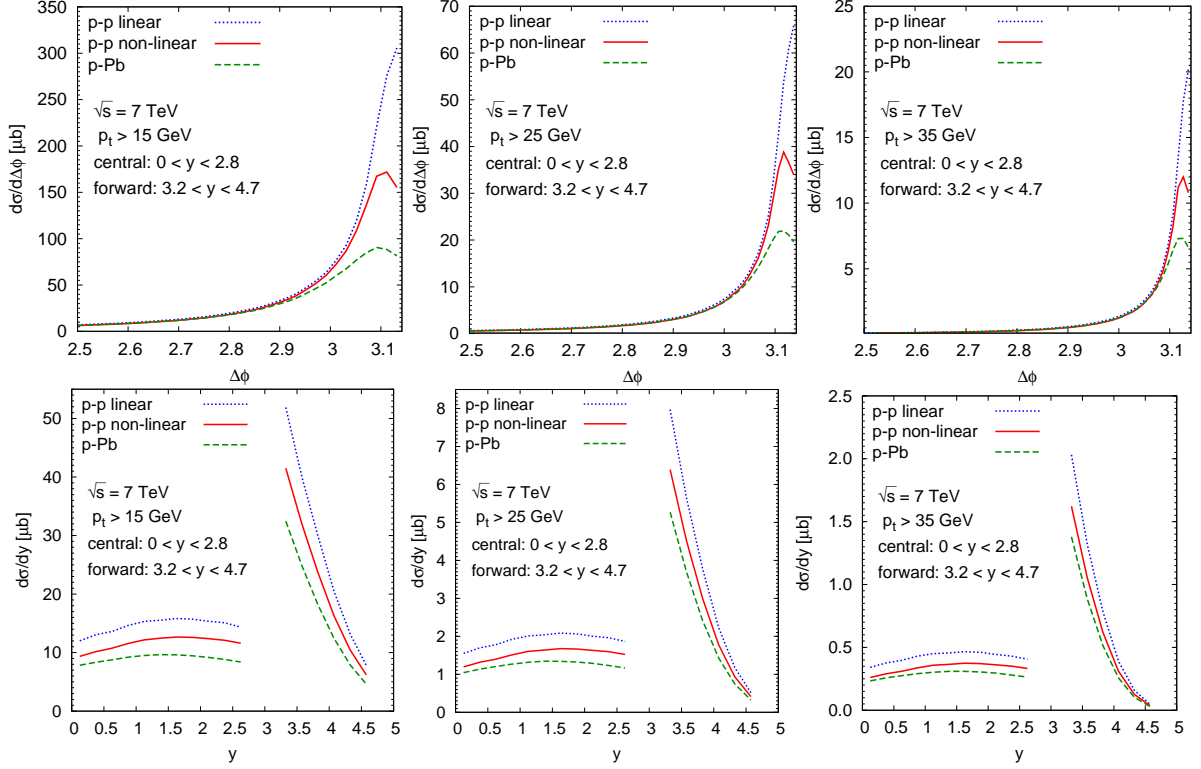 p-p linear
p-p non-linear
p-Pb
√s = 7 TeV
pt > 15 GeV
central: 0 < y < 2.8
forward: 3.2 < y < 4.7
dσ/dΔϕ [μb]
350
300
250
200
150
100
50
0
2.5 2.6 2.7 2.8 2.9 3 3.1
Δϕ
p-p linear
p-p non-linear
p-Pb
√s = 7 TeV
pt > 25 GeV
central: 0 < y < 2.8
forward: 3.2 < y < 4.7
dσ/dΔϕ [μb]
70
60
50
40
30
20
10
0
2.5 2.6 2.7 2.8 2.9 3 3.1
Δϕ
p-p linear
p-p non-linear
p-Pb
√s = 7 TeV
pt > 35 GeV
central: 0 < y < 2.8
forward: 3.2 < y < 4.7
dσ/dΔϕ [μb]
25
20
15
10
5
2.5 2.6 2.7 2.8 2.9 3 3.1
Δϕ
p-p linear
p-p non-linear
p-Pb
√s = 7 TeV
pt > 15 GeV
central: 0 < y < 2.8
forward: 3.2 < y < 4.7
dσ/dy [μb]
50
40
30
20
10
0
0 0.5 1 1.5 2 2.5 3 3.5 4 4.5 5
y
p-p linear
p-p non-linear
p-Pb
√s = 7 TeV
pt > 25 GeV
central: 0 < y < 2.8
forward: 3.2 < y < 4.7
dσ/dy [μb]
8
7
6
5
4
3
2
1
0
0 0.5 1 1.5 2 2.5 3 3.5 4 4.5 5
y
p-p linear
p-p non-linear
p-Pb
√s = 7 TeV
pt > 35 GeV
central: 0 < y < 2.8
forward: 3.2 < y < 4.7
dσ/dy [μb]
2.5
2.0
1.5
1.0
0.5
0.0
0 0.5 1 1.5 2 2.5 3 3.5 4 4.5 5
y